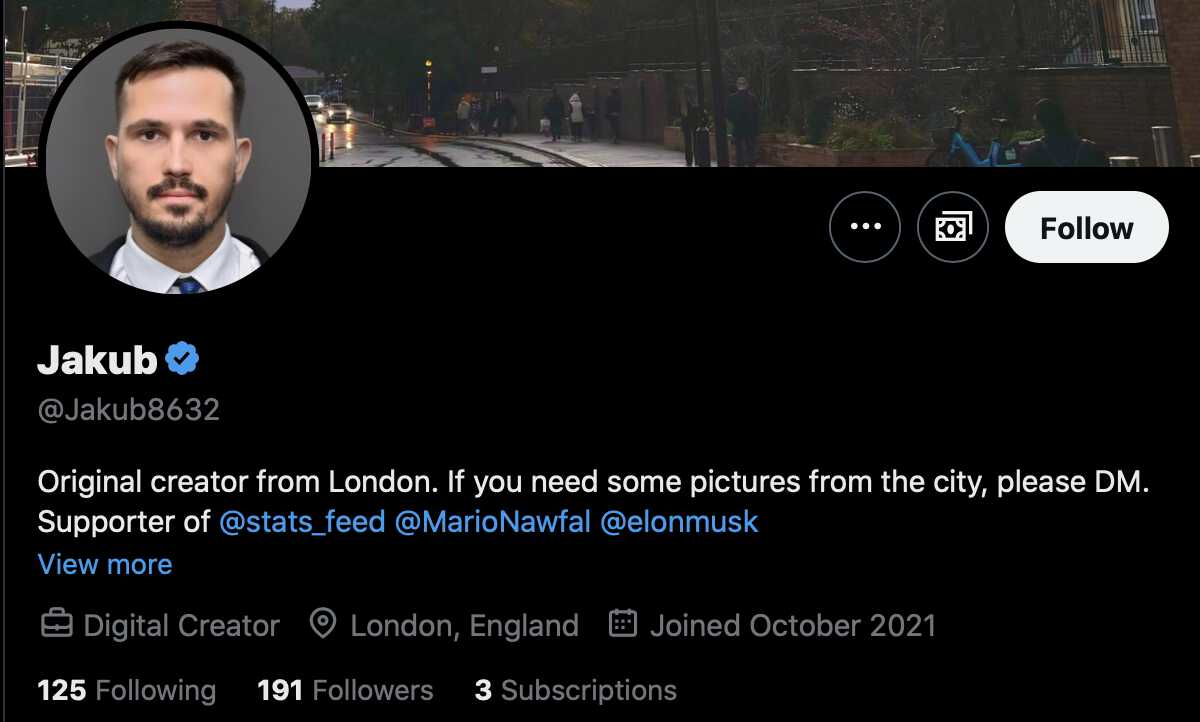 Follow
Jakub
@Jakub8632
Original creator from London. If you need some pictures from the city, please DM.
Supporter of @stats_feed @MarioNawfal @elonmusk
View more
Digital Creator London, England Joined October 2021
125 Following 191 Followers 3 Subscriptions